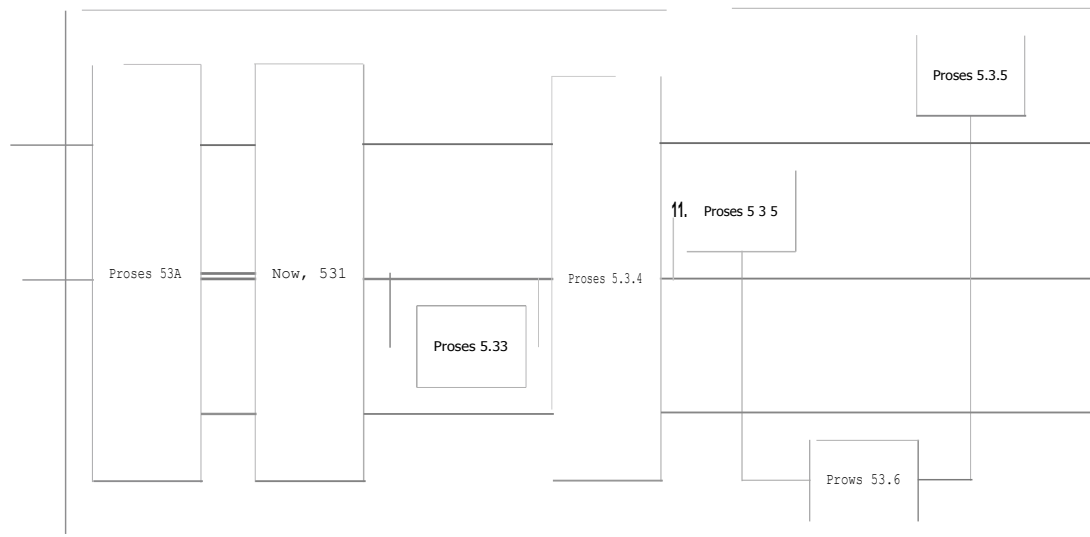 Proses 5.3.5
11. Proses 5 3 5
Proses 53A
Now, 531
Proses 5.3.4
Proses 5.33
Prows 53.6